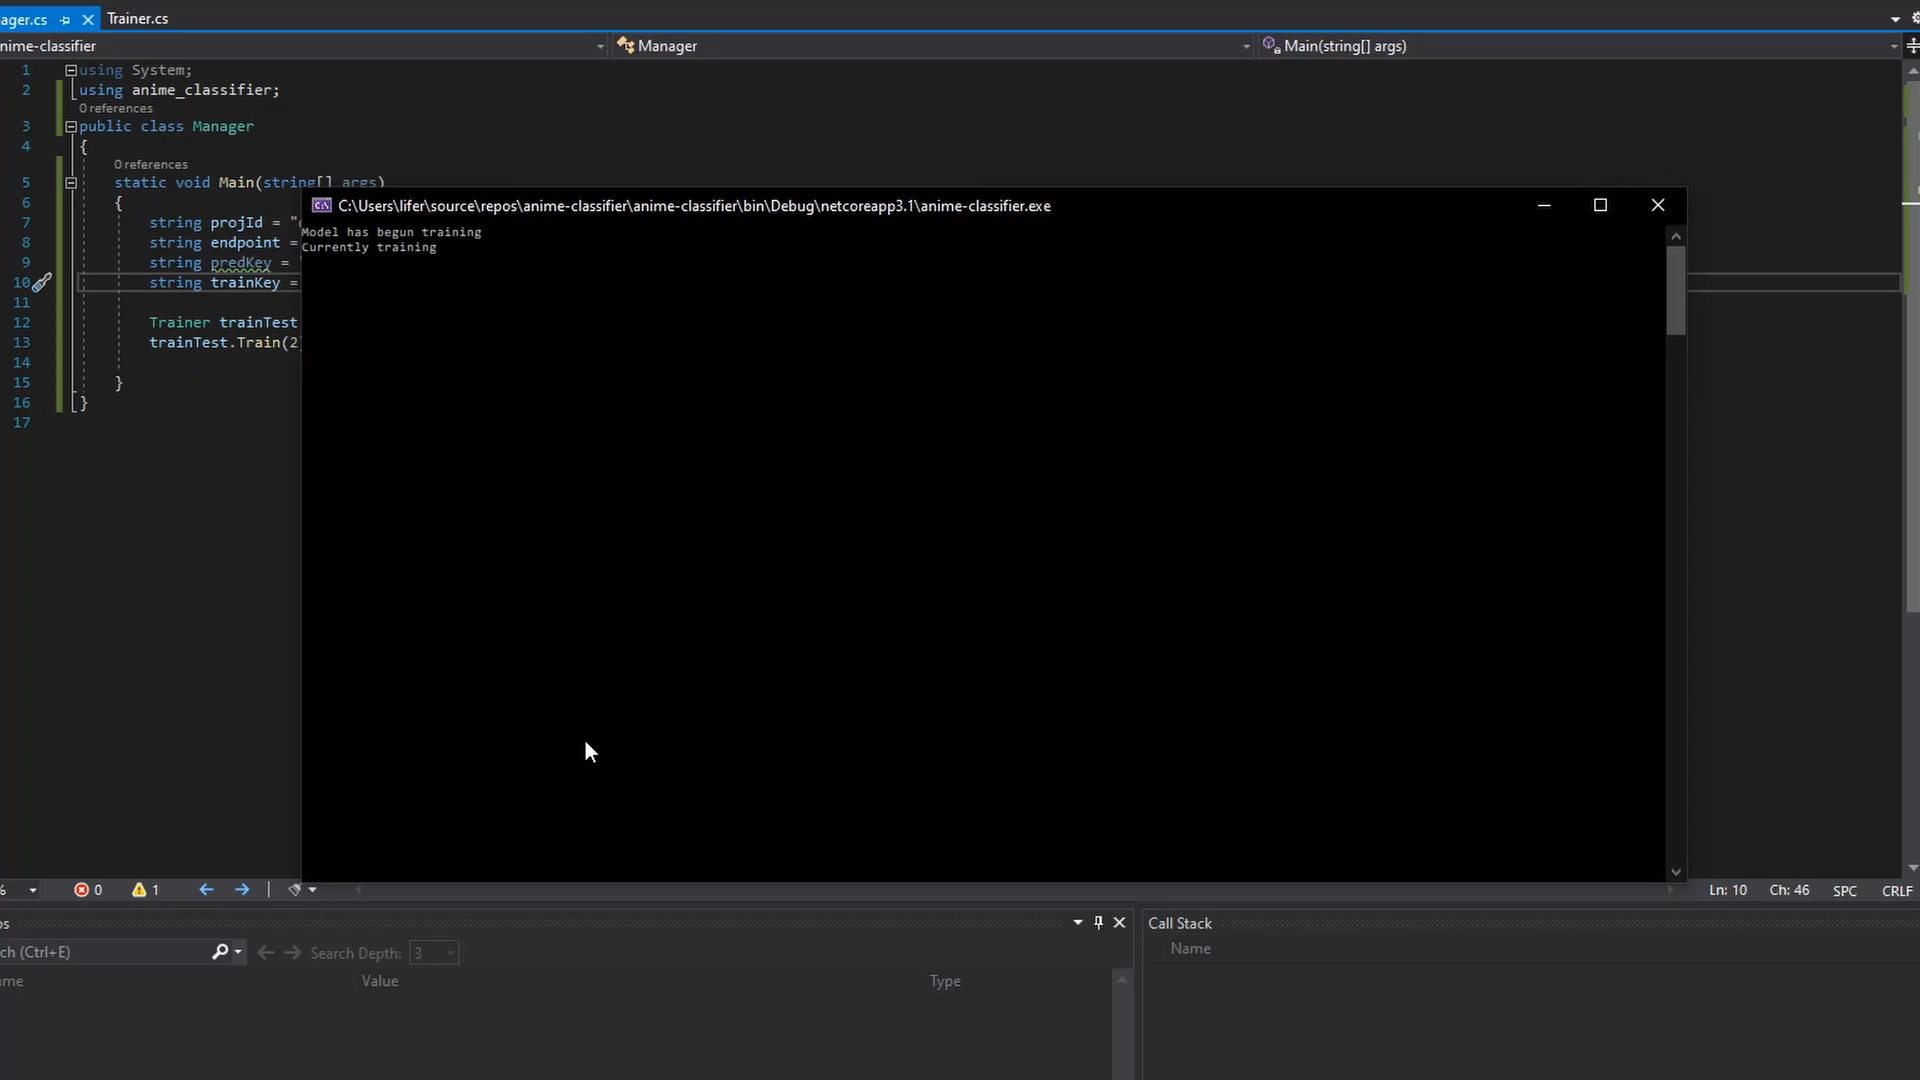 ager.cs
Trainer.cs
nime-classifier
Manager
Main(string[] args)
1 using System;
2 using anime_classifier;
0 references
3 public class Manager
4 {
0 references
5 static void Main(string[] args)
6 {
7 string projId = "
8 string endpoint =
9 string predKey =
10 string trainKey =
11
12 Trainer trainTest
13 trainTest.Train(2
14
15 }
16 }
17
C:\Users\lifer\source\repos\anime-classifier\anime-classifier\bin\Debug\netcoreapp3.1\anime-classifier.exe
Model has begun training
Currently training
% 0 1 Ln: 10 Ch: 46 SPC CRLF
os
Call Stack
ch (Ctrl+E) Search Depth: 3
Name
ame Value Type